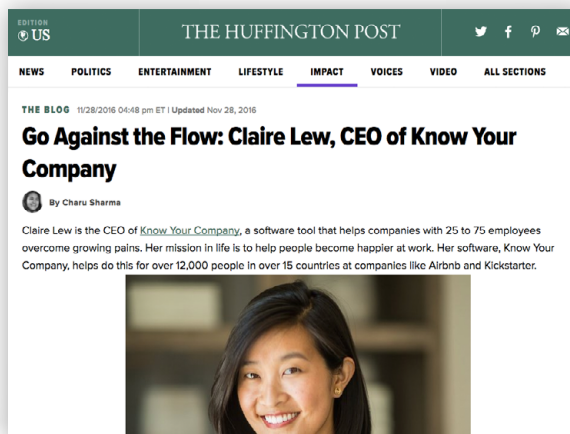 EDITION
US
THE HUFFINGTON POST
NEWS POLITICS ENTERTAINMENT LIFESTYLE IMPACT VOICES VIDEO ALL SECTIONS
THE BLOG 11/28/2016 04:48 pm ET | Updated Nov 28, 2016
Go Against the Flow: Claire Lew, CEO of Know Your
Company
By Charu Sharma
Claire Lew is the CEO of Know Your Company, a software tool that helps companies with 25 to 75 employees
overcome growing pains. Her mission in life is to help people become happier at work. Her software, Know Your
Company, helps do this for over 12,000 people in over 15 countries at companies like Airbnb and Kickstarter.